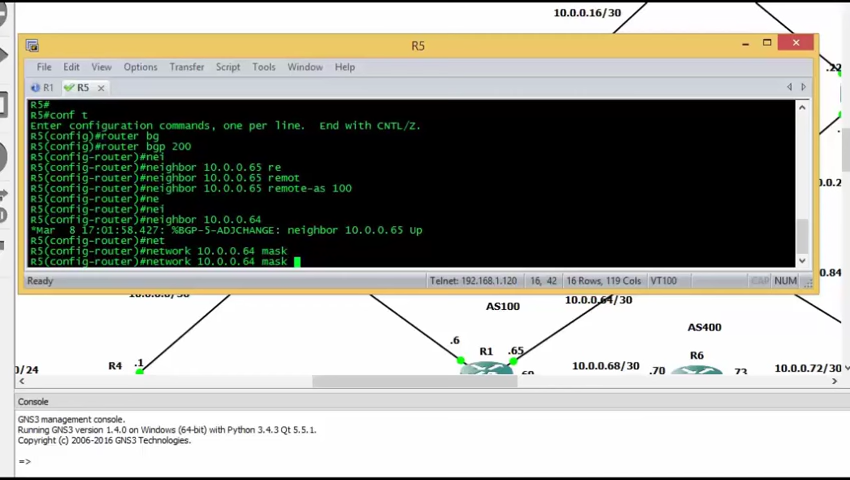 10.0.0.16/30
R5
File Edit View Options Transfer Script Tools Window Help
R1 R5
R5#
R5#conf t
Enter configuration commands, one per line. End with CNTL/Z.
R5(config)#router bg
R5(config)#router bgp 200
R5(config-router)#nei
R5(config-router)#neighbor 10.0.0.65 re
R5(config-router)#neighbor 10.0.0.65 remot
R5(config-router)#neighbor 10.0.0.65 remote-as 100
R5(config-router)#ne
R5(config-router)#nei
R5(config-router)#neighbor 10.0.0.64
*Mar 8 17:01:58.427: %BGP-5-ADJCHANGE: neighbor 10.0.0.65 Up
R5(config-router)#net
R5(config-router)#network 10.0.0.64 mask
R5(config-router)#network 10.0.0.64 mask
.22
10.0.0.2
0.84
Ready Telnet: 192.168.1.120 16, 42 16 Rows, 119 Cols VT100 CAP NUM
10.0.0.64/30
AS100
AS400
.6 R1 .65
R6
0/24 R4 .1
10.0.0.68/30 .70 73 10.0.0.72/30
Console
GNS3 management console.
Running GNS3 version 1.4.0 on Windows (64-bit) with Python 3.4.3 Qt 5.5.1.
Copyright (c) 2006-2016 GNS3 Technologies.
=>